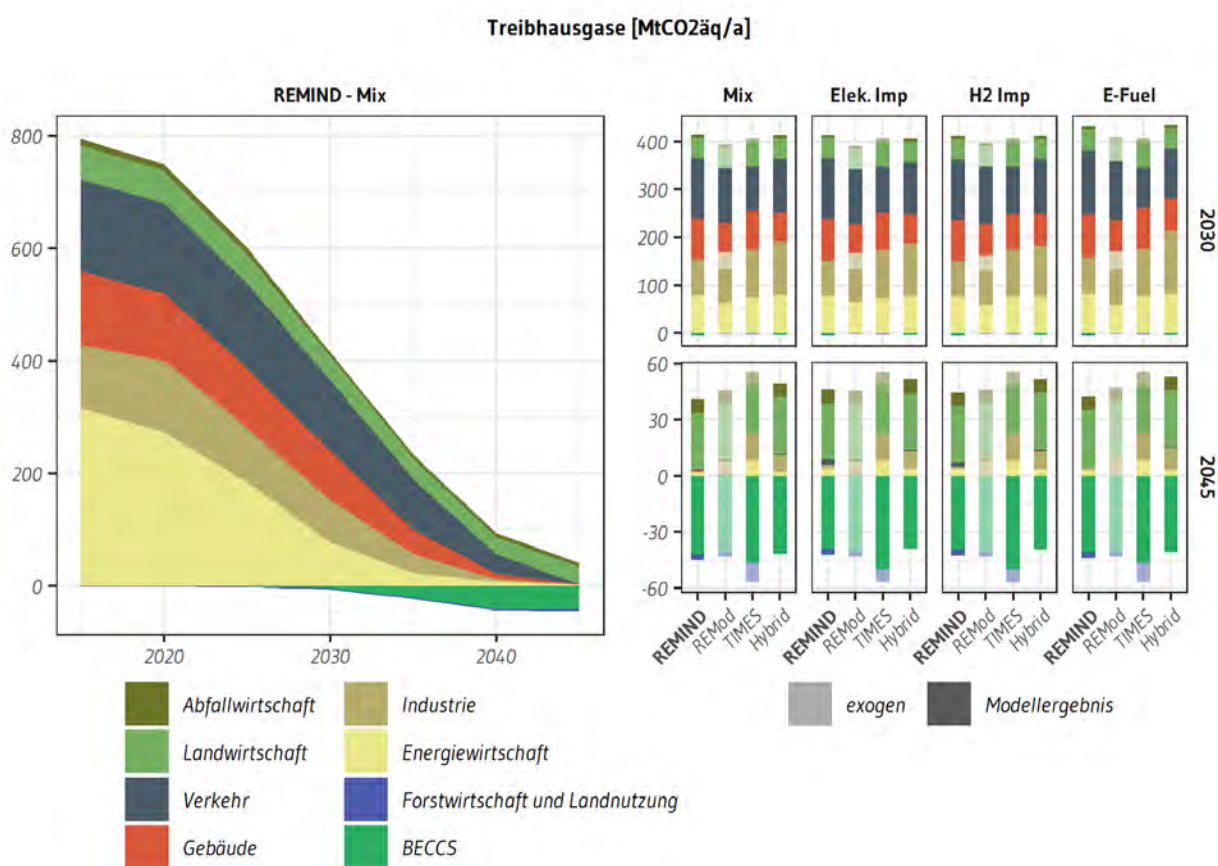 Treibhausgase [MtCO2äq/a]
REMIND - Mix
Mix
Elek. Imp
H2 Imp
E-Fuel
800
600
400
200
0
2020
2030
2040
400
300
200
100
0
2030
60
30
0
-30
-60
2045
REMIND
REMod
TIMES
Hybrid
REMIND
REMod
TIMES
Hybrid
REMIND
REMod
TIMES
Hybrid
REMIND
REMod
TIMES
Hybrid
Abfallwirtschaft
Industrie
Landwirtschaft
Energiewirtschaft
Verkehr
Forstwirtschaft und Landnutzung
Gebäude
BECCS
exogen
Modellergebnis